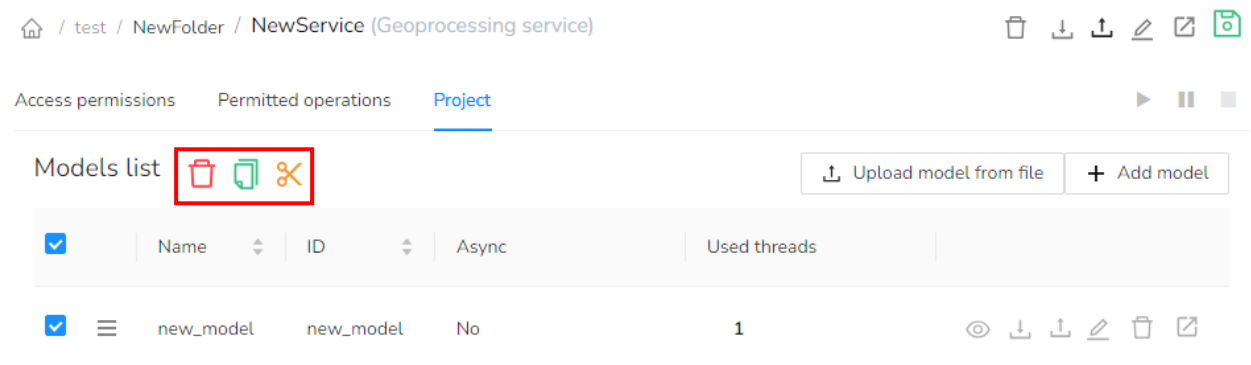 / test / NewFolder / NewService (Geoprocessing service)
Access permissions Permitted operations Project
Models list Upload model from file + Add model
Name ID Async Used threads
new_model new_model No 1